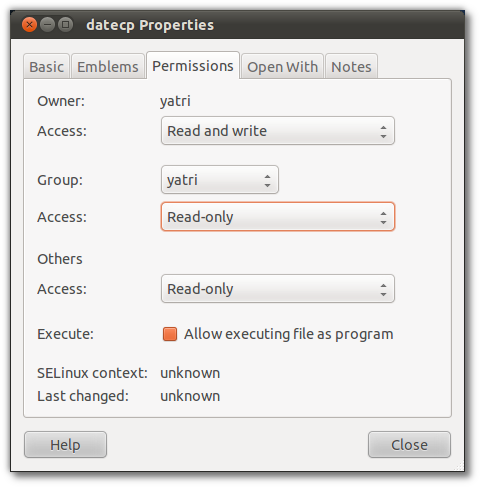 datecp Properties
Basic Emblems Permissions Open With Notes
Owner: yatri
Access: Read and write
Group: yatri
Access: Read-only
Others
Access: Read-only
Execute: Allow executing file as program
SELinux context: unknown
Last changed: unknown
Help Close